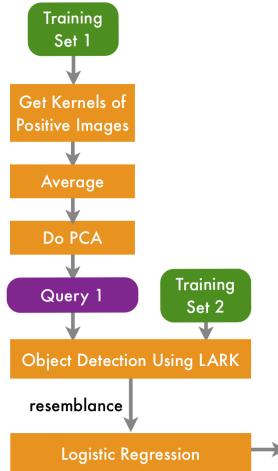 Training
Set 1
Get Kernels of
Positive Images
Average
Do PCA
Query 1
Training
Set 2
Object Detection Using LARK
resemblance
Logistic Regression